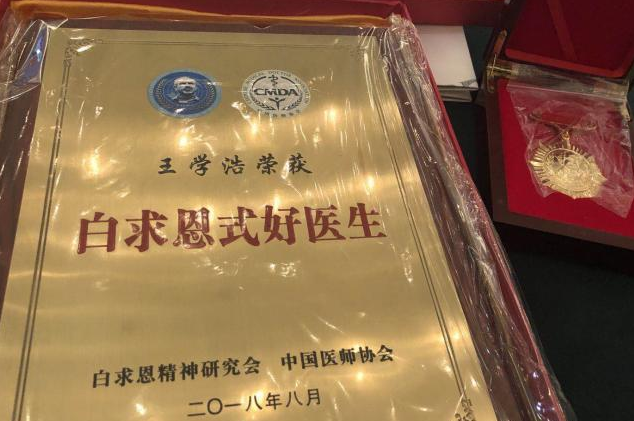 CMDA
王学浩荣获
白求恩式好医生
白求恩精神研究会 中国医师协会
二〇一八年八月